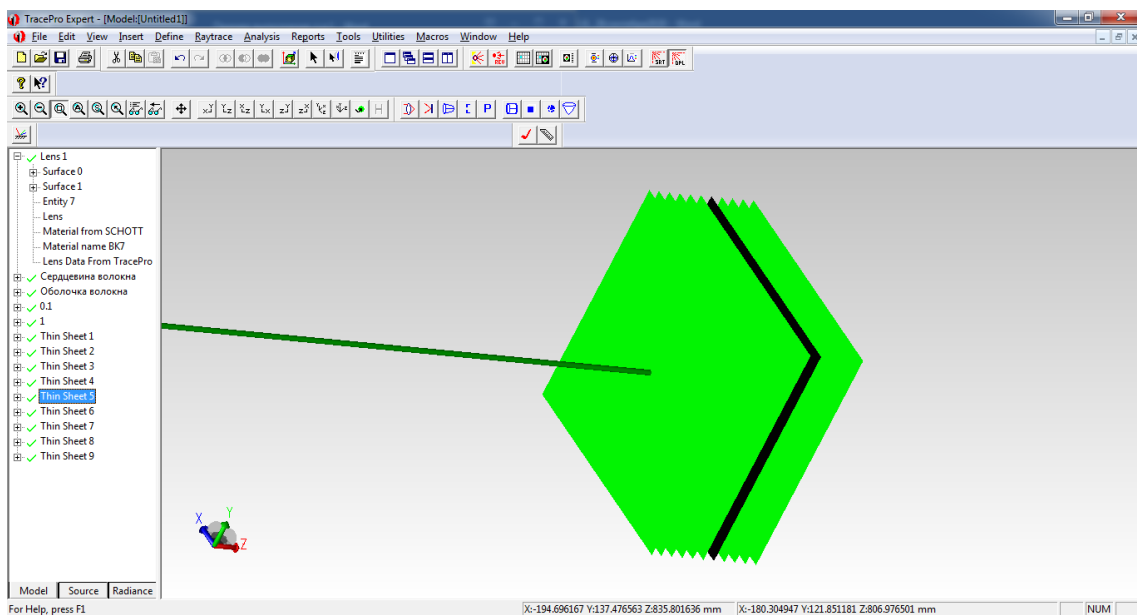 TracePro Expert - [Model:[Untitled1]]
File Edit View Insert Define Raytrace Analysis Reports Tools Utilities Macros Window Help
Lens 1
Surface 0
Surface 1
Entity 7
Lens
Material from SCHOTT
Material name BK7
Lens Data From TracePro
Сердцевина волокна
Оболочка волокна
0.1
1
Thin Sheet 1
Thin Sheet 2
Thin Sheet 3
Thin Sheet 4
Thin Sheet 5
Thin Sheet 6
Thin Sheet 7
Thin Sheet 8
Thin Sheet 9
X
Y
Z
Model Source Radiance
For Help, press F1 X:-194.696167 Y:137.476563 Z:835.801636 mm X:-180.304947 Y:121.851181 Z:806.976501 mm NUM